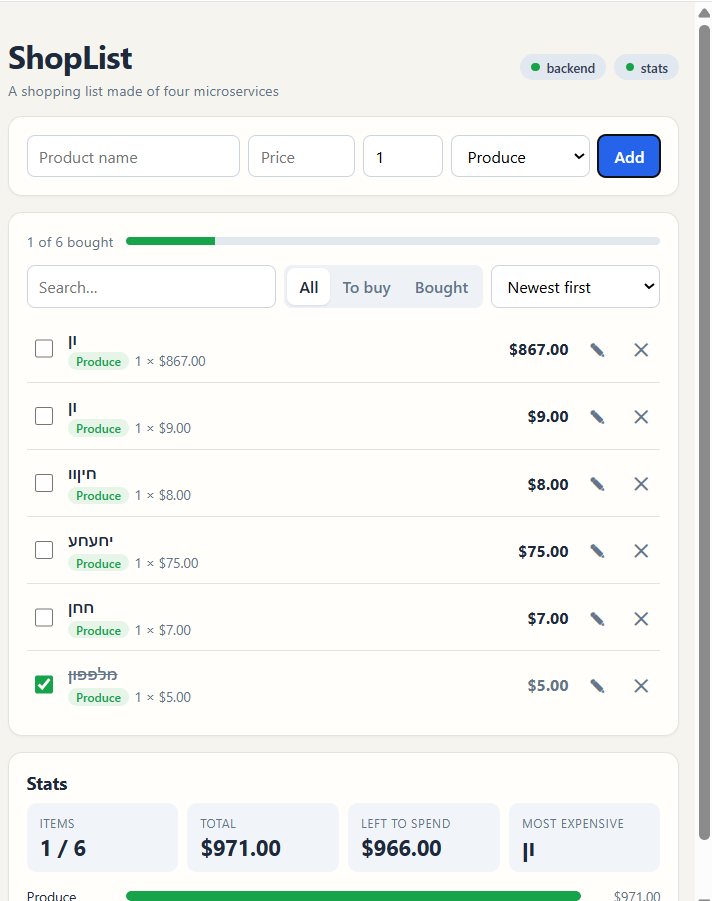 ShopList
backend
stats
A shopping list made of four microservices
Product name
Price
1
Produce
Add
1 of 6 bought
Search...
All
To buy
Bought
Newest first
ון
$867.00
Produce
1 × $867.00
ון
$9.00
Produce
1 × $9.00
חיןוו
$8.00
Produce
1 × $8.00
יחעחע
$75.00
Produce
1 × $75.00
חחן
$7.00
Produce
1 × $7.00
מלפפון
$5.00
Produce
1 × $5.00
Stats
ITEMS
1 / 6
TOTAL
$971.00
LEFT TO SPEND
$966.00
MOST EXPENSIVE
ון
Produce
$971.00